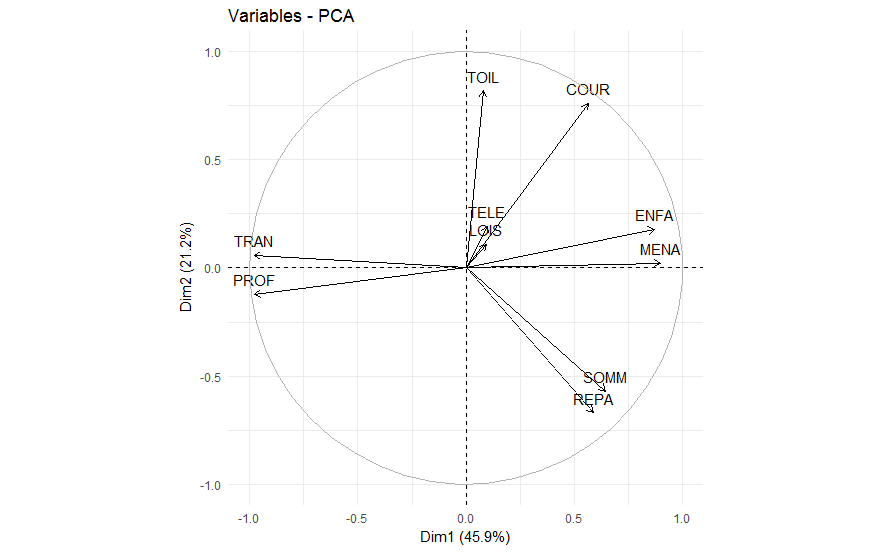 Variables - PCA
1.0
TOIL
COUR
0.5
TELE
ENFA
LOIS
TRAN
MENA
0.0
PROF
-0.5
SOMM
REPA
-1.0
-1.0 -0.5 0.0 0.5 1.0
Dim1 (45.9%)
Dim2 (21.2%)